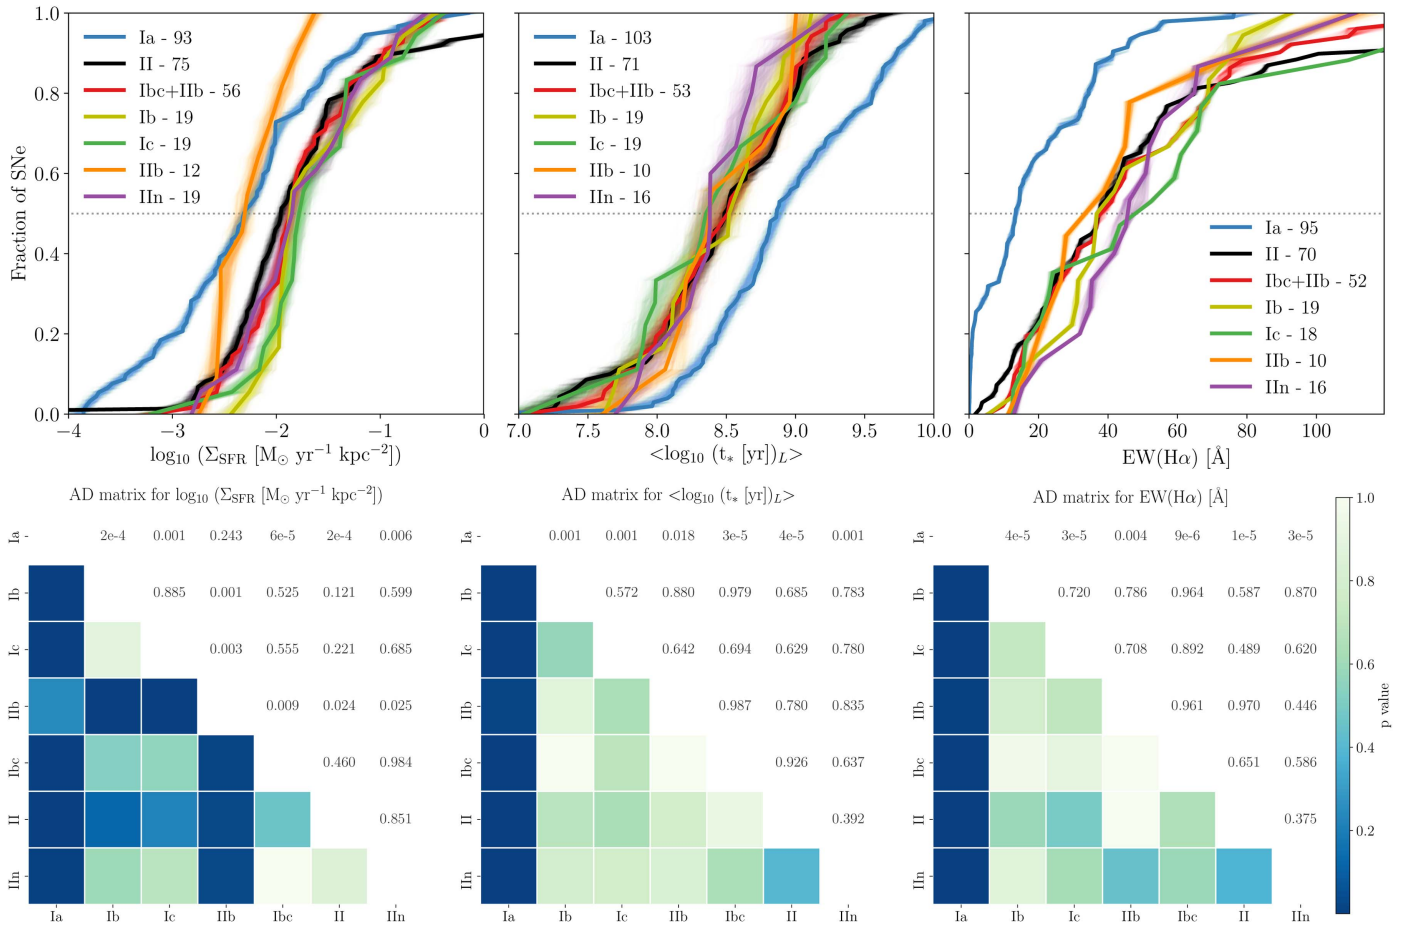 1.0
0.8
0.6
0.4
0.2
0.0
Fraction of SNe
Ia - 93
II - 75
Ibc+IIb - 56
Ib - 19
Ic - 19
IIb - 12
IIn - 19
−4 −3 −2 −1 0
log₁₀ (Σ_SFR [M⊙ yr⁻¹ kpc⁻²])
Ia - 103
II - 71
Ibc+IIb - 53
Ib - 19
Ic - 19
IIb - 10
IIn - 16
7.0 7.5 8.0 8.5 9.0 9.5 10.0
<log₁₀ (t∗ [yr])_L>
Ia - 95
II - 70
Ibc+IIb - 52
Ib - 19
Ic - 18
IIb - 10
IIn - 16
0 20 40 60 80 100
EW(Hα) [Å]
AD matrix for log₁₀ (Σ_SFR [M⊙ yr⁻¹ kpc⁻²])
Ia 2e-4 0.001 0.243 6e-5 2e-4 0.006
Ib 0.885 0.001 0.525 0.121 0.599
Ic 0.003 0.555 0.221 0.685
IIb 0.009 0.024 0.025
Ibc 0.460 0.984
II 0.851
IIn
Ia Ib Ic IIb Ibc II IIn
AD matrix for <log₁₀ (t∗ [yr])_L>
Ia 0.001 0.001 0.018 3e-5 4e-5 0.001
Ib 0.572 0.880 0.979 0.685 0.783
Ic 0.642 0.694 0.629 0.780
IIb 0.987 0.780 0.835
Ibc 0.926 0.637
II 0.392
IIn
Ia Ib Ic IIb Ibc II IIn
AD matrix for EW(Hα) [Å]
Ia 4e-5 3e-5 0.004 9e-6 1e-5 3e-5
Ib 0.720 0.786 0.964 0.587 0.870
Ic 0.708 0.892 0.489 0.620
IIb 0.961 0.970 0.446
Ibc 0.651 0.586
II 0.375
IIn
Ia Ib Ic IIb Ibc II IIn
1.0
0.8
0.6
0.4
0.2
p value